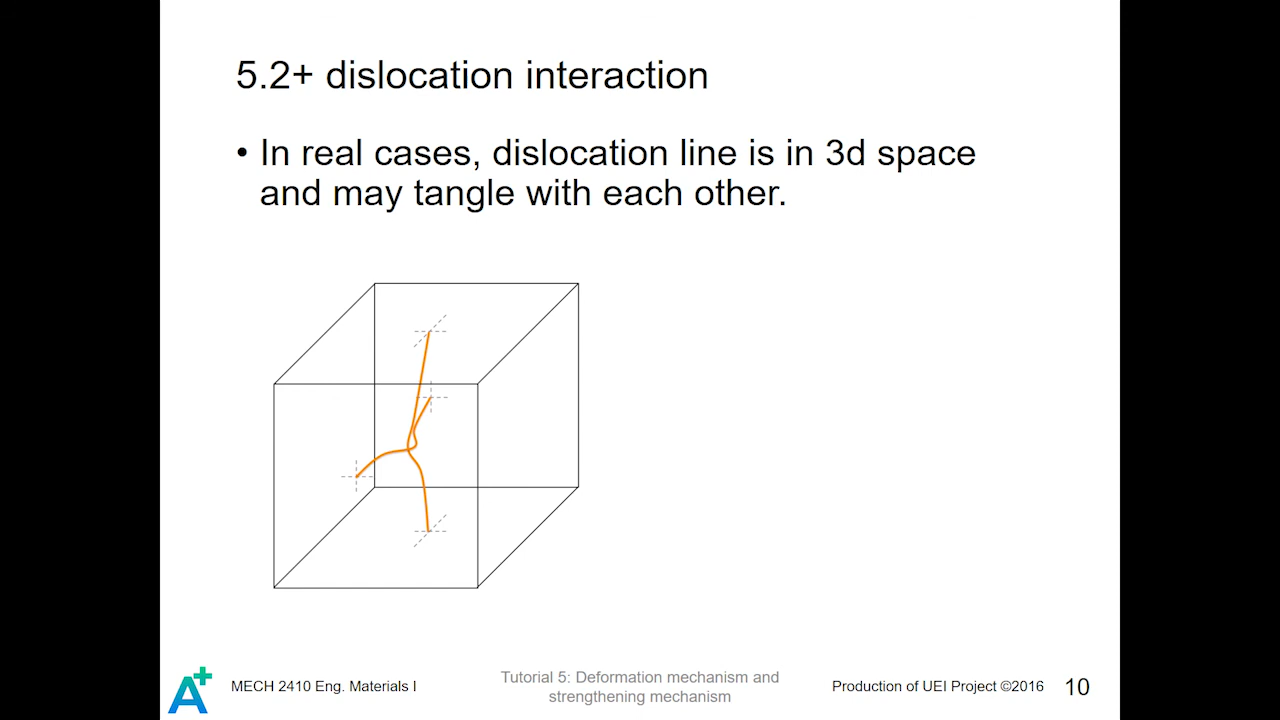 5.2+ dislocation interaction
• In real cases, dislocation line is in 3d space
and may tangle with each other.
A+
MECH 2410 Eng. Materials I
Tutorial 5: Deformation mechanism and
strengthening mechanism
Production of UEI Project ©2016
10